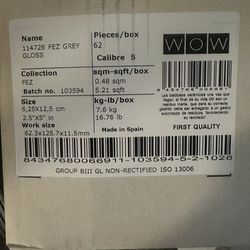 Name
114728 FEZ GREY
GLOSS
Pieces/box
62
Calibre 5
WOW
Collection
FEZ
Batch no. 103594
sqm-sqft/box
0.48 sqm
5.21 sqft
Size
6,25X12,5 cm
2.5"X5" in
kg-lb/box
7.6 kg
16.76 lb
Work size
62.3x125.7x11.5mm
Made in Spain
FIRST QUALITY
84347680066911-103594-5-2-1028
GROUP BIII GL NON-RECTIFIED ISO 13006